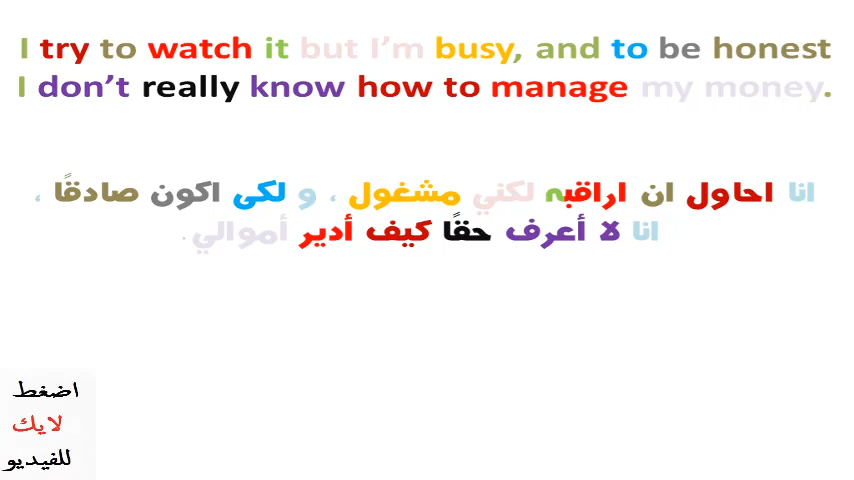 I try to watch it but I’m busy, and to be honest
I don’t really know how to manage my money.
انا احاول ان اراقبه لكني مشغول ، و لكى اكون صادقًا ،
انا لا أعرف حقًا كيف أدير أموالي .
اضغط
لايك
للفيديو